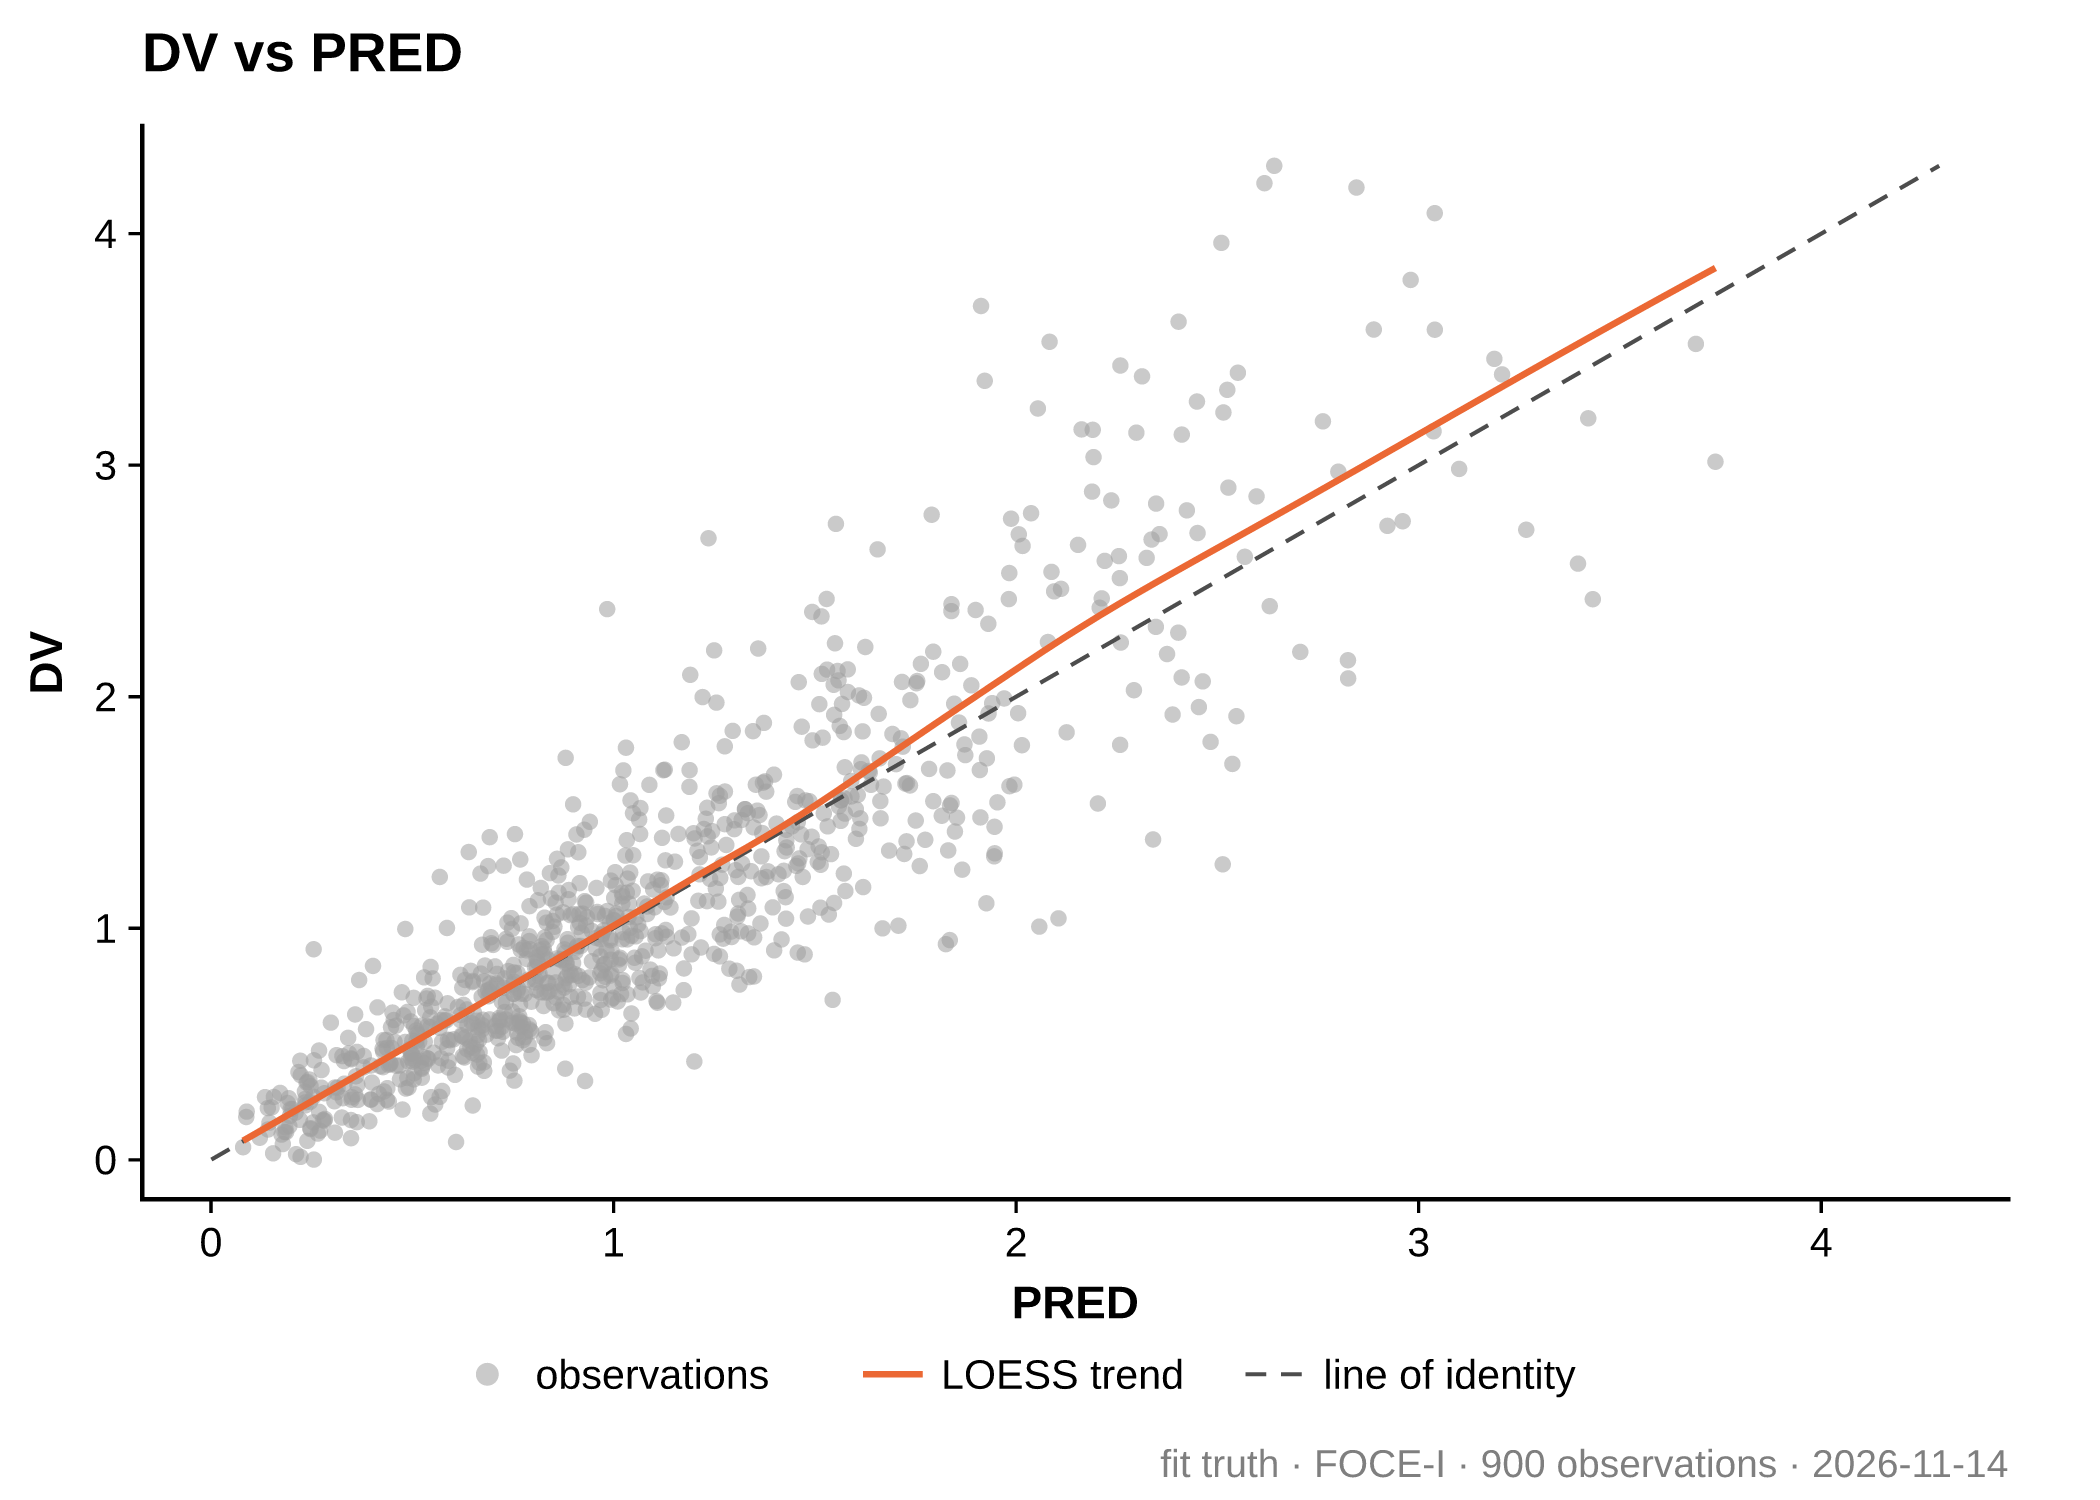 DV vs PRED
DV
4
3
2
1
0
0 1 2 3 4
PRED
observations LOESS trend line of identity
fit truth · FOCE-I · 900 observations · 2026-11-14